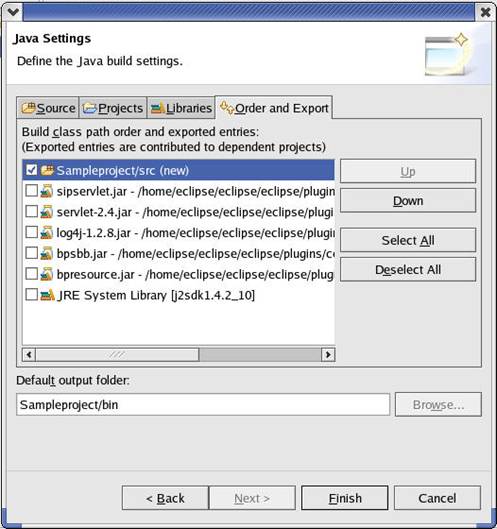 Java Settings
Define the Java build settings.
Source Projects Libraries Order and Export
Build class path order and exported entries:
(Exported entries are contributed to dependent projects)
Sampleproject/src (new)
sipservlet.jar - /home/eclipse/eclipse/eclipse/plugin
servlet-2.4.jar - /home/eclipse/eclipse/eclipse/plugi
log4j-1.2.8.jar - /home/eclipse/eclipse/eclipse/plugin
bpsbb.jar - /home/eclipse/eclipse/eclipse/plugins/co
bpresource.jar - /home/eclipse/eclipse/eclipse/plug
JRE System Library [j2sdk1.4.2_10]
Up
Down
Select All
Deselect All
Default output folder:
Sampleproject/bin
Browse...
< Back Next > Finish Cancel